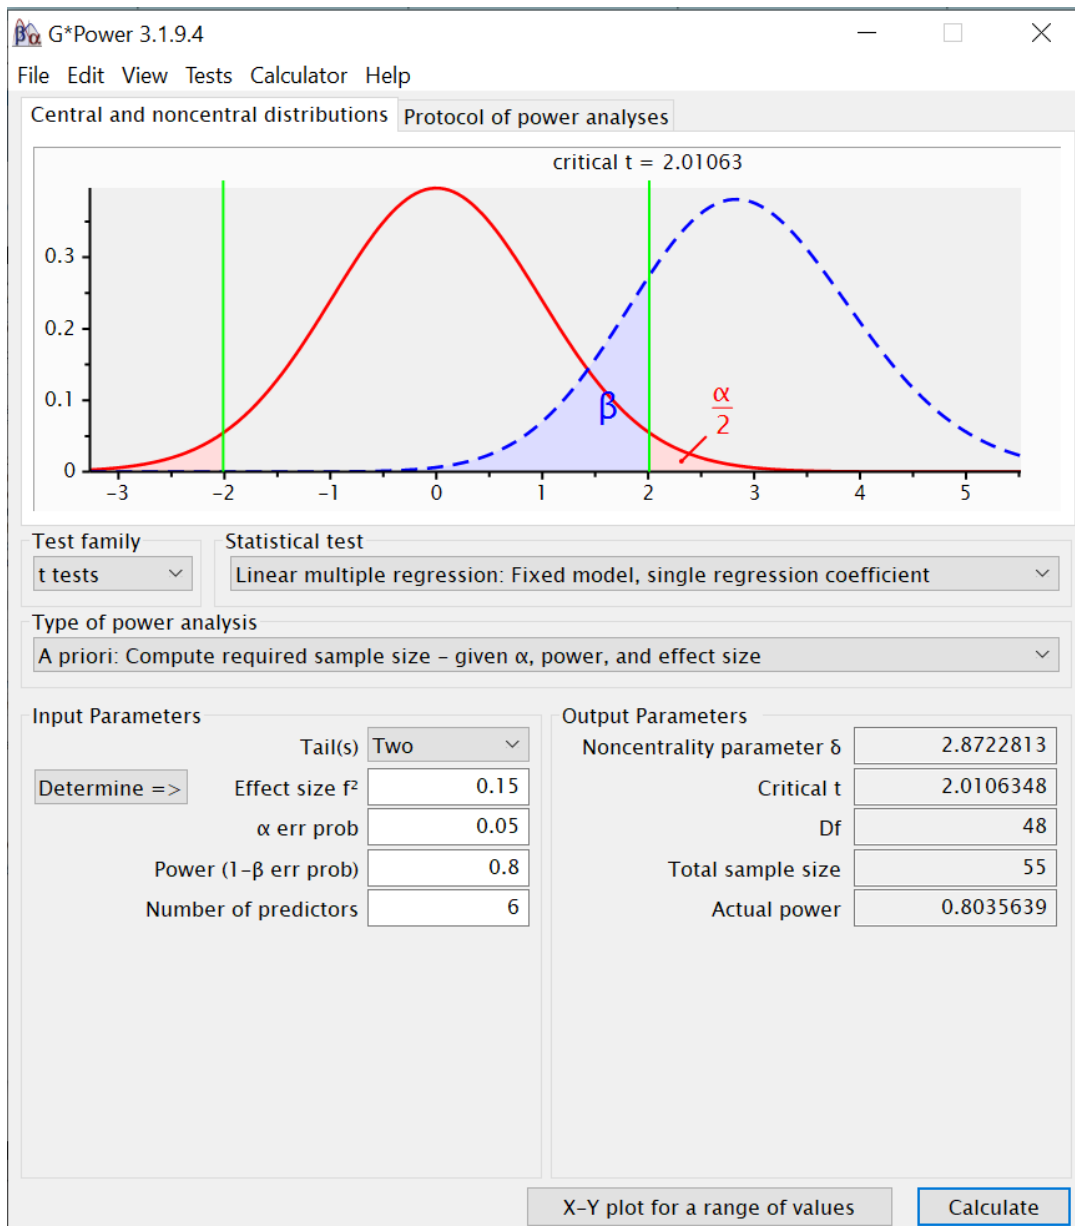 G*Power 3.1.9.4
File Edit View Tests Calculator Help
Central and noncentral distributions Protocol of power analyses
critical t = 2.01063
0.3
0.2
0.1
0
β
α
2
-3 -2 -1 0 1 2 3 4 5
Test family Statistical test
t tests Linear multiple regression: Fixed model, single regression coefficient
Type of power analysis
A priori: Compute required sample size – given α, power, and effect size
Input Parameters Output Parameters
Tail(s) Two Noncentrality parameter δ 2.8722813
Determine => Effect size f² 0.15 Critical t 2.0106348
α err prob 0.05 Df 48
Power (1-β err prob) 0.8 Total sample size 55
Number of predictors 6 Actual power 0.8035639
X-Y plot for a range of values Calculate